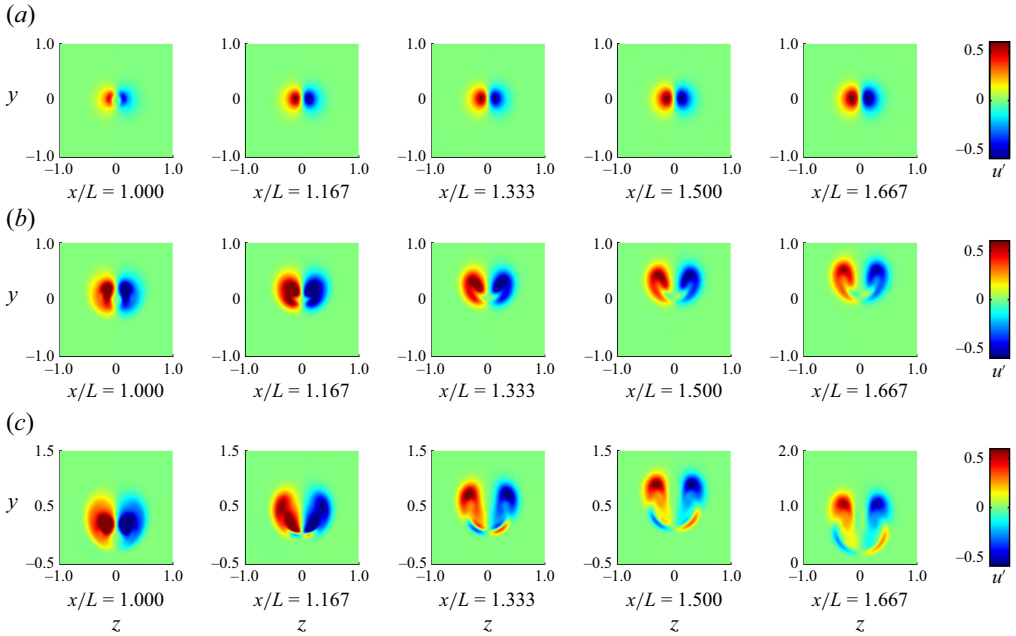 (a)
1.0 1.0 1.0 1.0 1.0
0.5
y 0 0 0 0 0
–0.5
–1.0 –1.0 –1.0 –1.0 –1.0
–1.0 0 1.0 –1.0 0 1.0 –1.0 0 1.0 –1.0 0 1.0 –1.0 0 1.0 u′
x/L = 1.000 x/L = 1.167 x/L = 1.333 x/L = 1.500 x/L = 1.667
(b)
1.0 1.0 1.0 1.0 1.0
0.5
y 0 0 0 0 0
–0.5
–1.0 –1.0 –1.0 –1.0 –1.0
–1.0 0 1.0 –1.0 0 1.0 –1.0 0 1.0 –1.0 0 1.0 –1.0 0 1.0 u′
x/L = 1.000 x/L = 1.167 x/L = 1.333 x/L = 1.500 x/L = 1.667
(c)
1.5 1.5 1.5 1.5 2.0
0.5
y 0.5 0.5 0.5 0.5 1.0
–0.5
–0.5 –0.5 –0.5 –0.5 0
–1.0 0 1.0 –1.0 0 1.0 –1.0 0 1.0 –1.0 0 1.0 –1.0 0 1.0 u′
x/L = 1.000 x/L = 1.167 x/L = 1.333 x/L = 1.500 x/L = 1.667
z z z z z